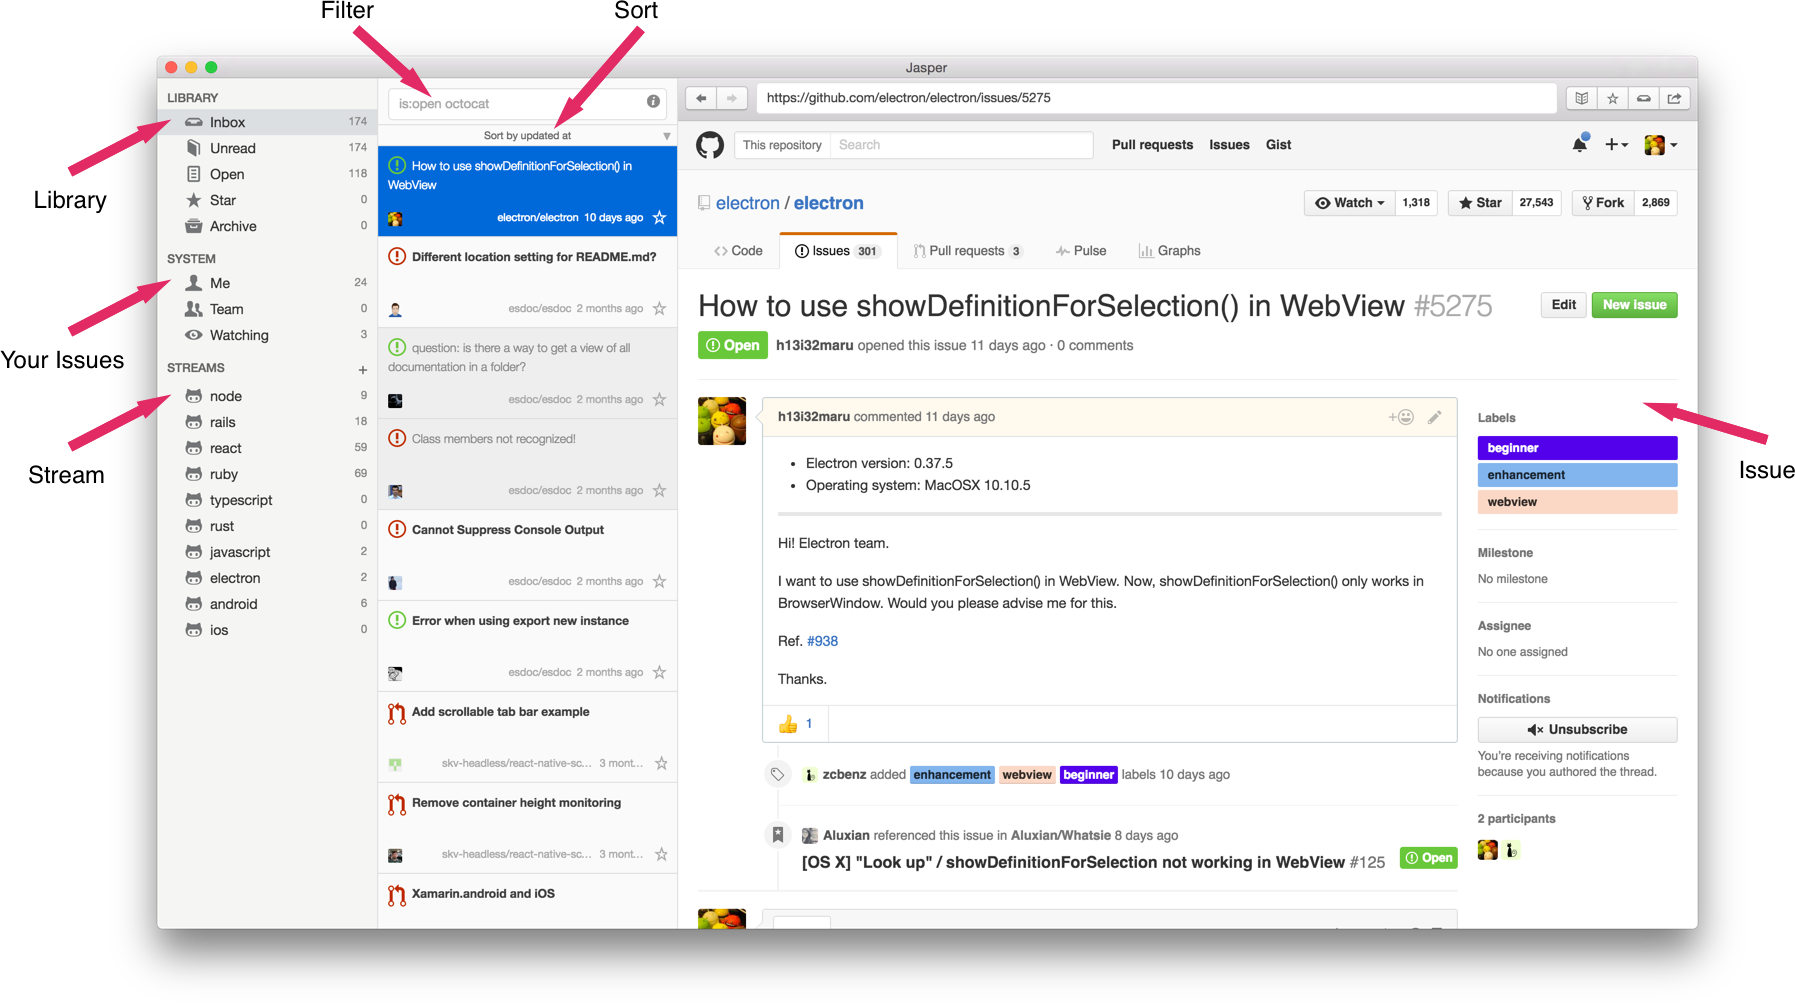 Filter
Sort
Library
Your Issues
Stream
Issue
Jasper
LIBRARY
Inbox 174
Unread 174
Open 118
Star 0
Archive 0
SYSTEM
Me 24
Team 0
Watching 3
STREAMS +
node 9
rails 18
react 59
ruby 69
typescript 0
rust 0
javascript 2
electron 2
android 6
ios 0
is:open octocat
Sort by updated at
How to use showDefinitionForSelection() in
WebView
electron/electron 10 days ago
Different location setting for README.md?
esdoc/esdoc 2 months ago
question: is there a way to get a view of all
documentation in a folder?
esdoc/esdoc 2 months ago
Class members not recognized!
esdoc/esdoc 2 months ago
Cannot Suppress Console Output
esdoc/esdoc 2 months ago
Error when using export new instance
esdoc/esdoc 2 months ago
Add scrollable tab bar example
skv-headless/react-native-sc... 3 mont...
Remove container height monitoring
skv-headless/react-native-sc... 3 mont...
Xamarin.android and iOS
https://github.com/electron/electron/issues/5275
This repository Search Pull requests Issues Gist
electron / electron
Watch 1,318 Star 27,543 Fork 2,869
Code Issues 301 Pull requests 3 Pulse Graphs
How to use showDefinitionForSelection() in WebView #5275
Edit New issue
Open h13i32maru opened this issue 11 days ago · 0 comments
h13i32maru commented 11 days ago
• Electron version: 0.37.5
• Operating system: MacOSX 10.10.5
Hi! Electron team.
I want to use showDefinitionForSelection() in WebView. Now, showDefinitionForSelection() only works in
BrowserWindow. Would you please advise me for this.
Ref. #938
Thanks.
👍 1
zcbenz added enhancement webview beginner labels 10 days ago
Aluxian referenced this issue in Aluxian/Whatsie 8 days ago
[OS X] "Look up" / showDefinitionForSelection not working in WebView #125 Open
Labels
beginner
enhancement
webview
Milestone
No milestone
Assignee
No one assigned
Notifications
Unsubscribe
You're receiving notifications
because you authored the thread.
2 participants